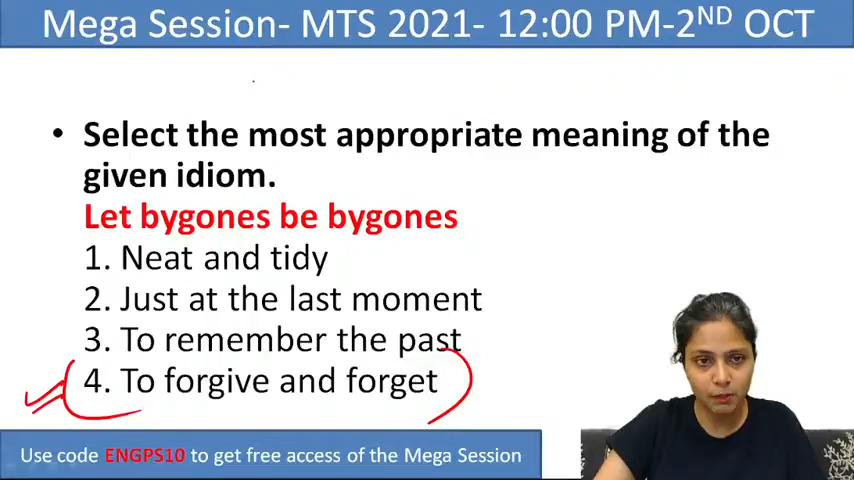 Mega Session- MTS 2021- 12:00 PM-2ND OCT
• Select the most appropriate meaning of the
given idiom.
Let bygones be bygones
1. Neat and tidy
2. Just at the last moment
3. To remember the past
4. To forgive and forget
Use code ENGPS10 to get free access of the Mega Session